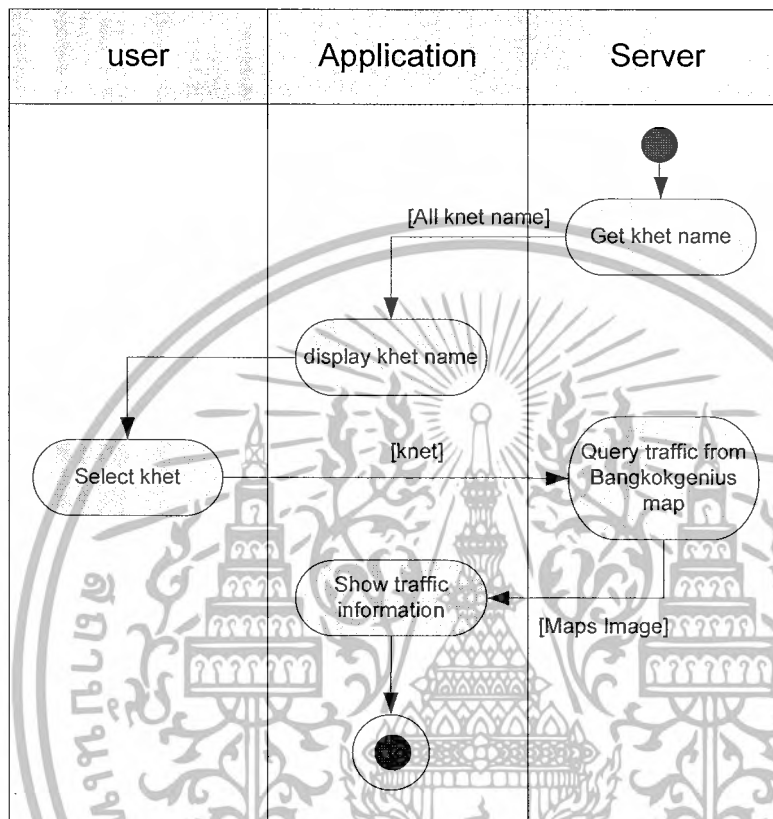 user
Application
Server
[All knet name]
Get khet name
display khet name
Select khet
[knet]
Query traffic from
Bangkokgenius
map
Show traffic
information
[Maps Image]